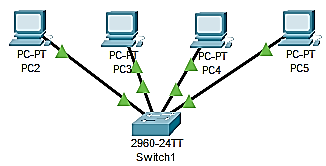 PC-PT
PC2
PC-PT
PC3
PC-PT
PC4
PC-PT
PC5
2960-24TT
Switch1